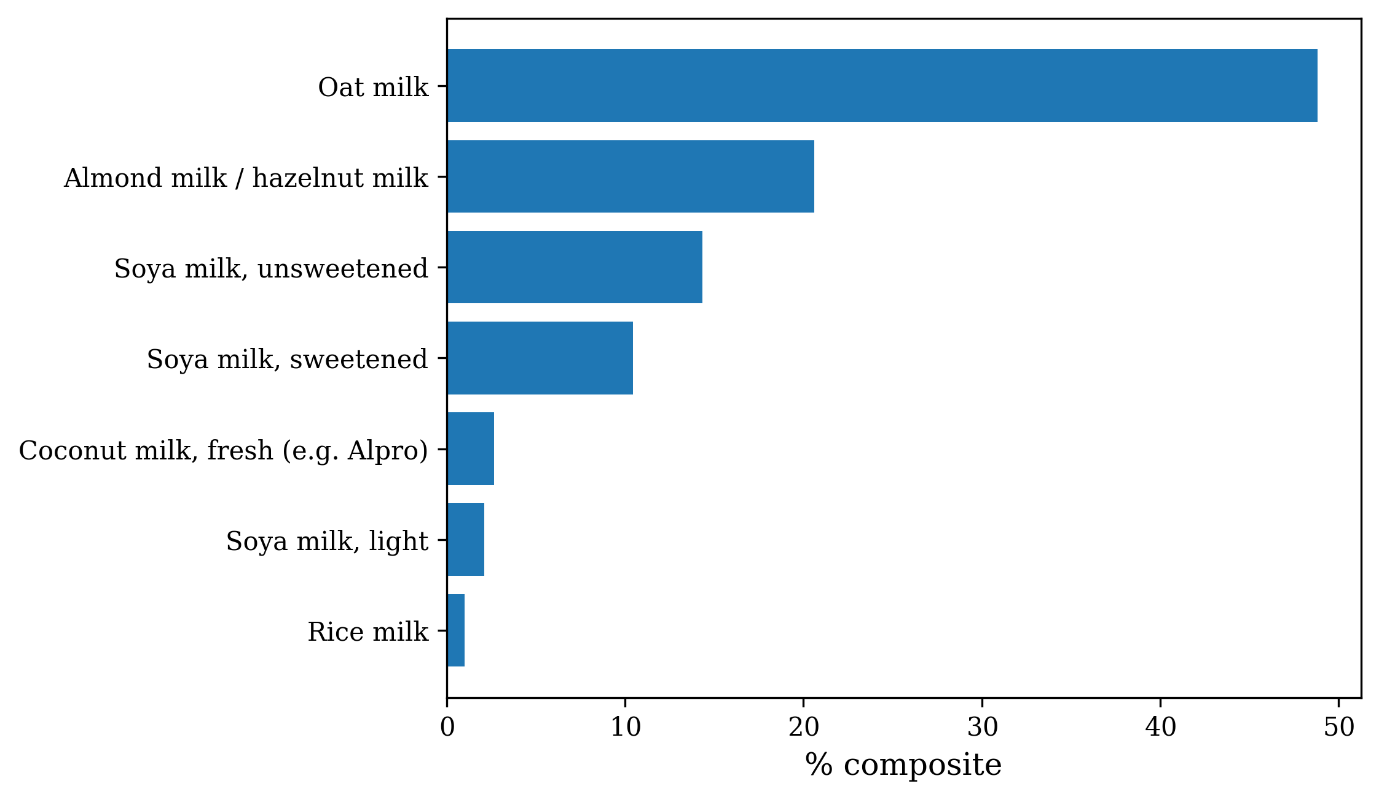 Oat milk
Almond milk / hazelnut milk
Soya milk, unsweetened
Soya milk, sweetened
Coconut milk, fresh (e.g. Alpro)
Soya milk, light
Rice milk
0 10 20 30 40 50
% composite